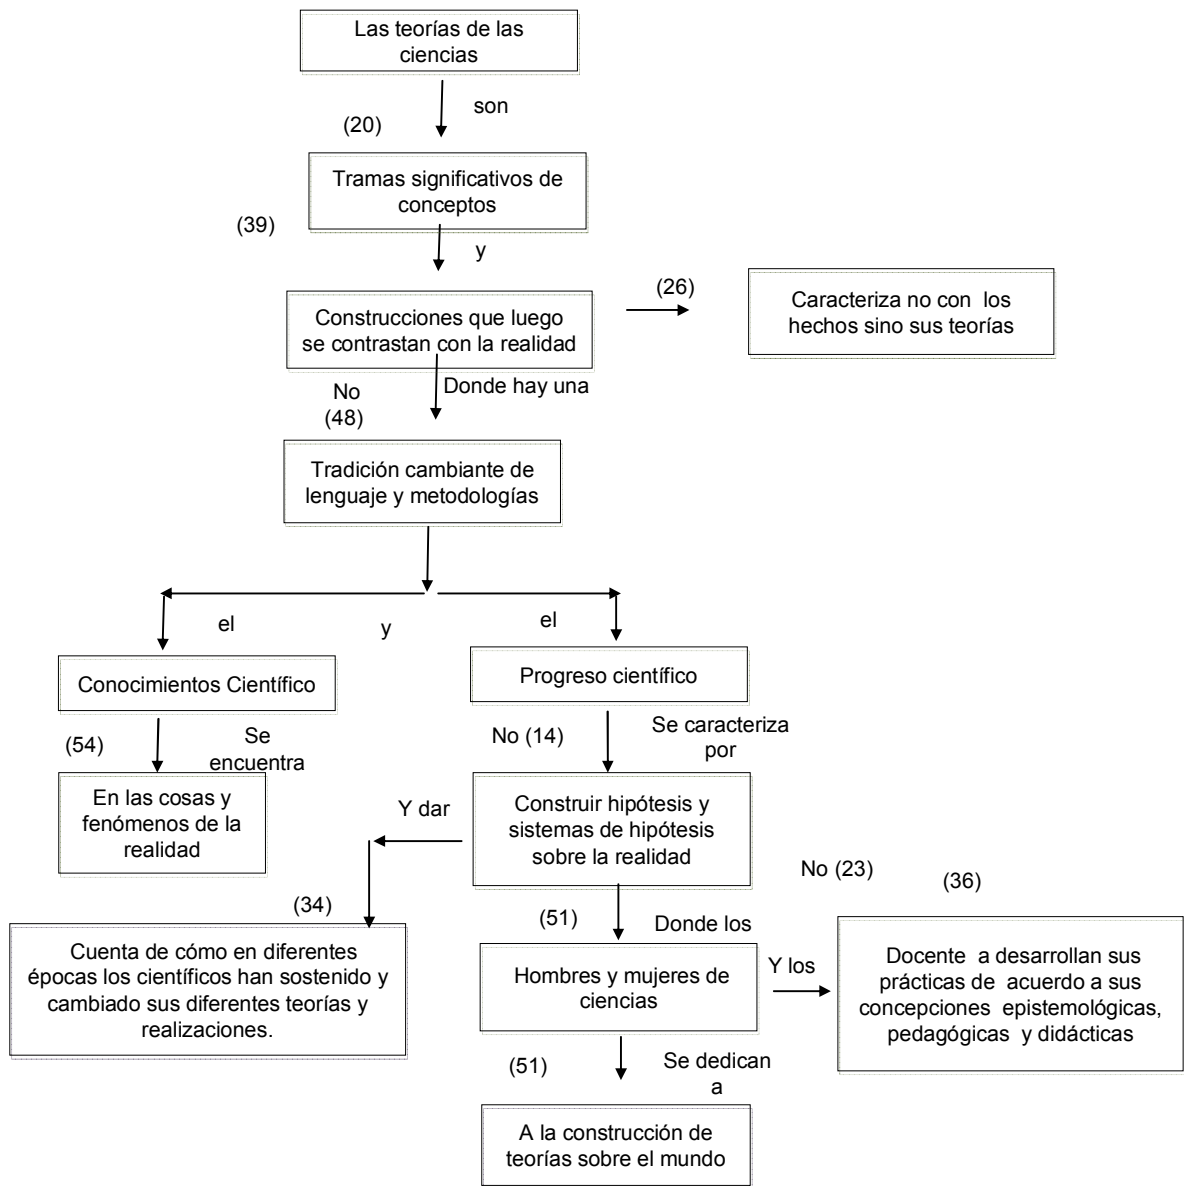 Las teorías de las
ciencias
son
(20)
Tramas significativos de
conceptos
(39)
y
(26)
Construcciones que luego
se contrastan con la realidad
Caracteriza no con los
hechos sino sus teorías
No
(48)
Donde hay una
Tradición cambiante de
lenguaje y metodologías
el
y
el
Conocimientos Científico
Progreso científico
(54)
Se
encuentra
No (14)
Se caracteriza
por
En las cosas y
fenómenos de la
realidad
Y dar
Construir hipótesis y
sistemas de hipótesis
sobre la realidad
No (23)
(36)
(34)
(51)
Donde los
Cuenta de cómo en diferentes
épocas los científicos han sostenido y
cambiado sus diferentes teorías y
realizaciones.
Hombres y mujeres de
ciencias
Y los
Docente a desarrollan sus
prácticas de acuerdo a sus
concepciones epistemológicas,
pedagógicas y didácticas
(51)
Se dedican
a
A la construcción de
teorías sobre el mundo